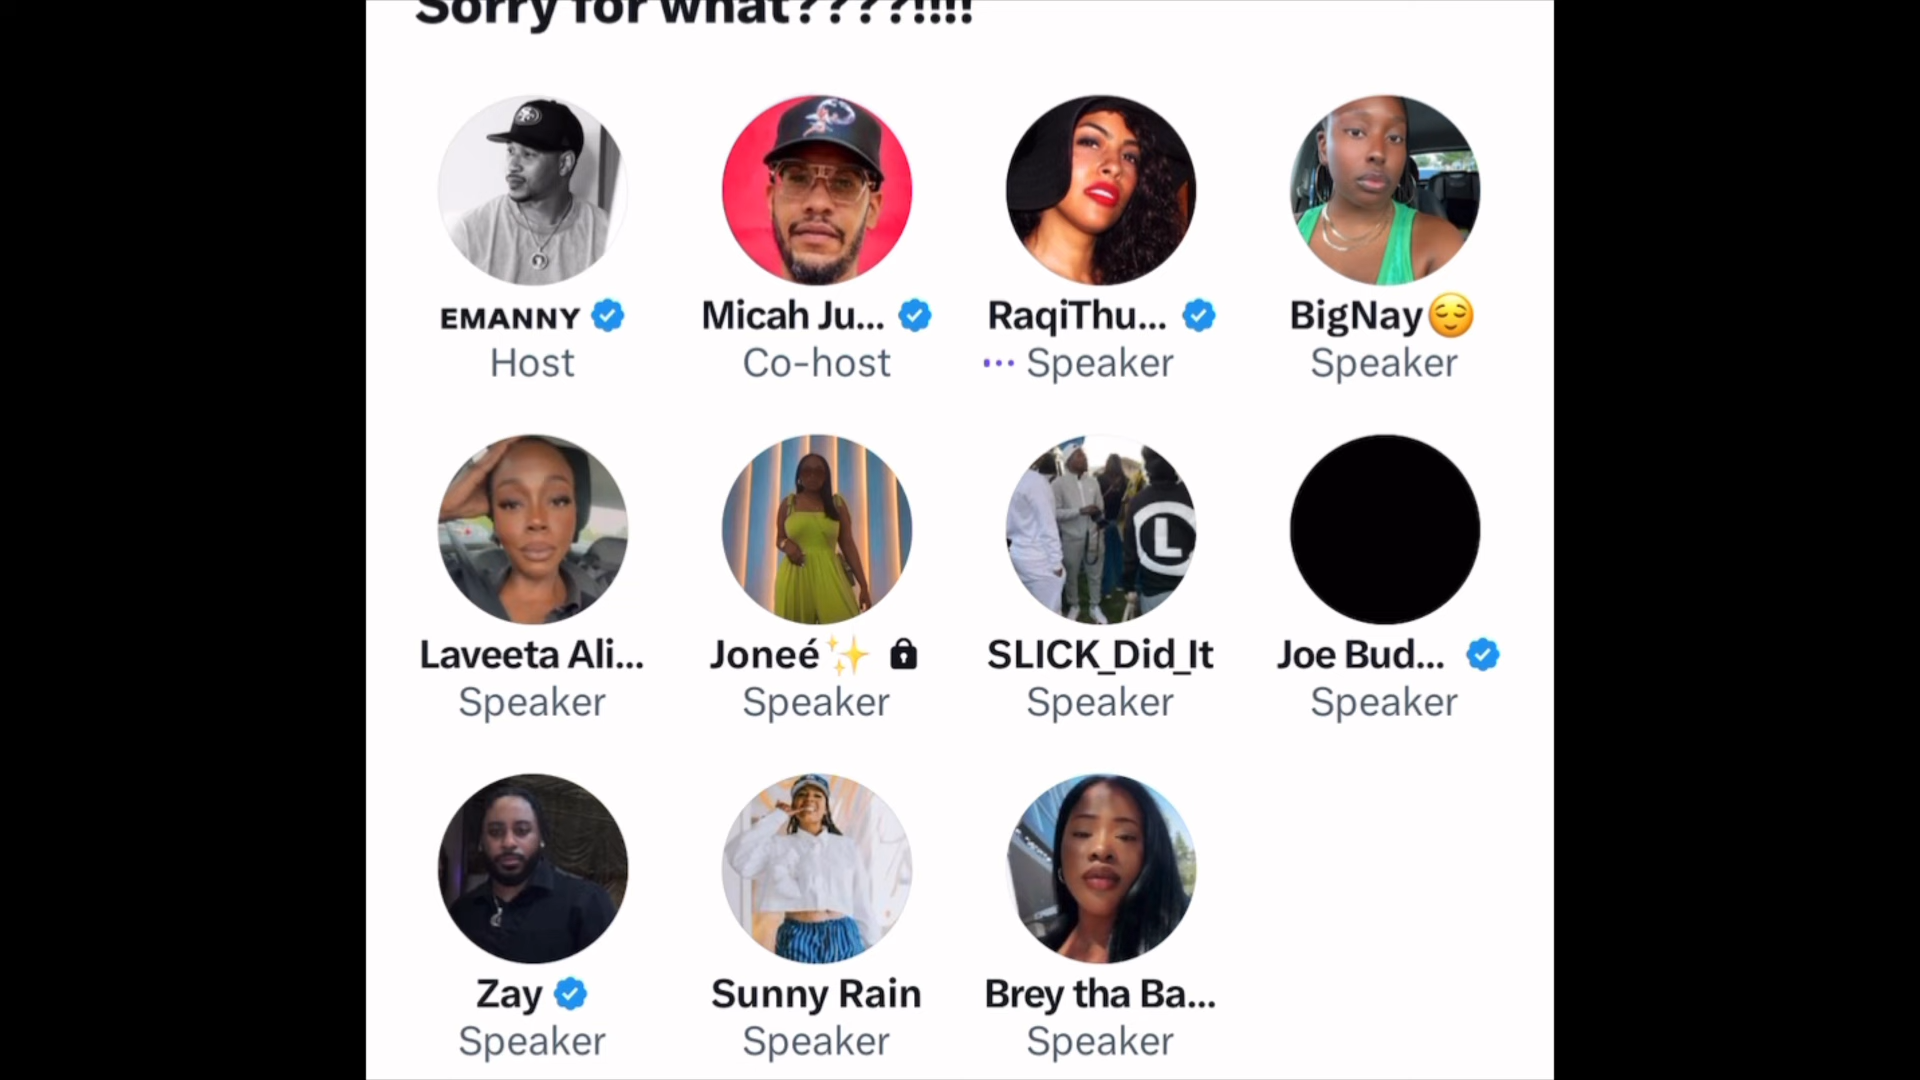 Sorry for what????!!!!
EMANNY Micah Ju... RaqiThu... BigNay😌
Host Co-host Speaker Speaker
Laveeta Ali... Joneé✨ SLICK_Did_It Joe Bud...
Speaker Speaker Speaker Speaker
L
Zay Sunny Rain Brey tha Ba...
Speaker Speaker Speaker